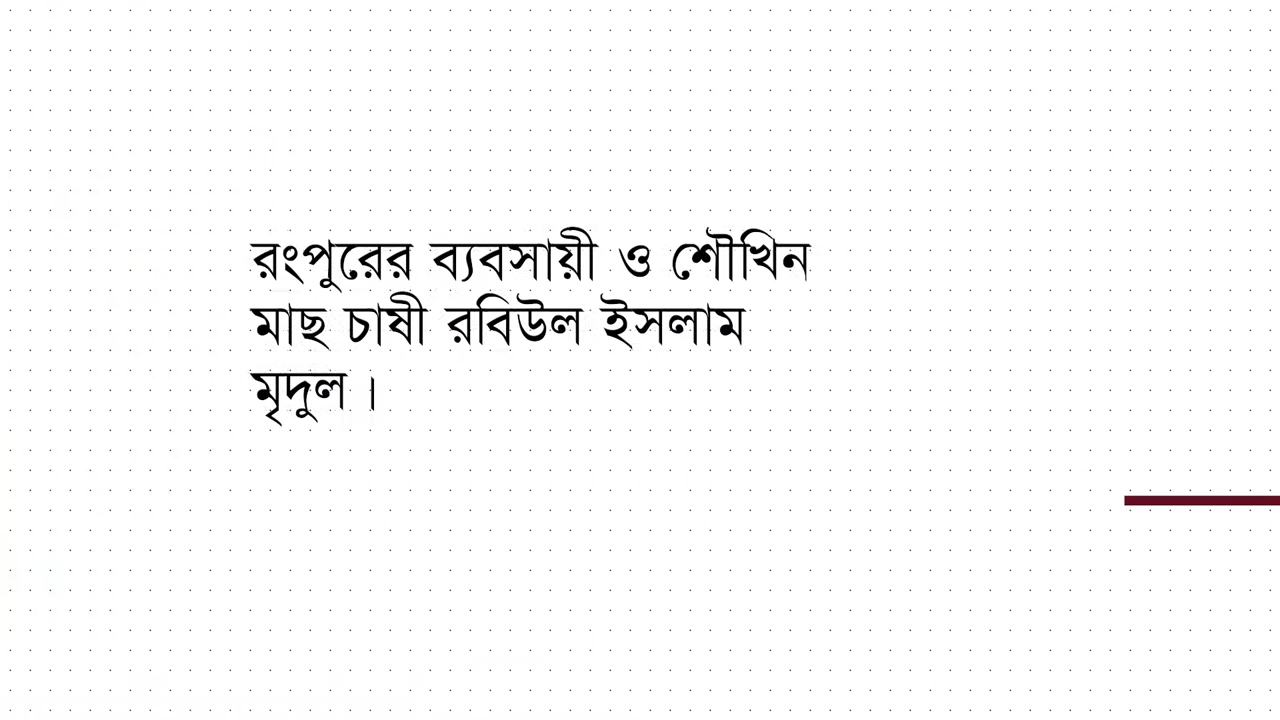 রংপুরের ব্যবসায়ী ও শৌখিন
মাছ চাষী রবিউল ইসলাম
মৃদুল ।